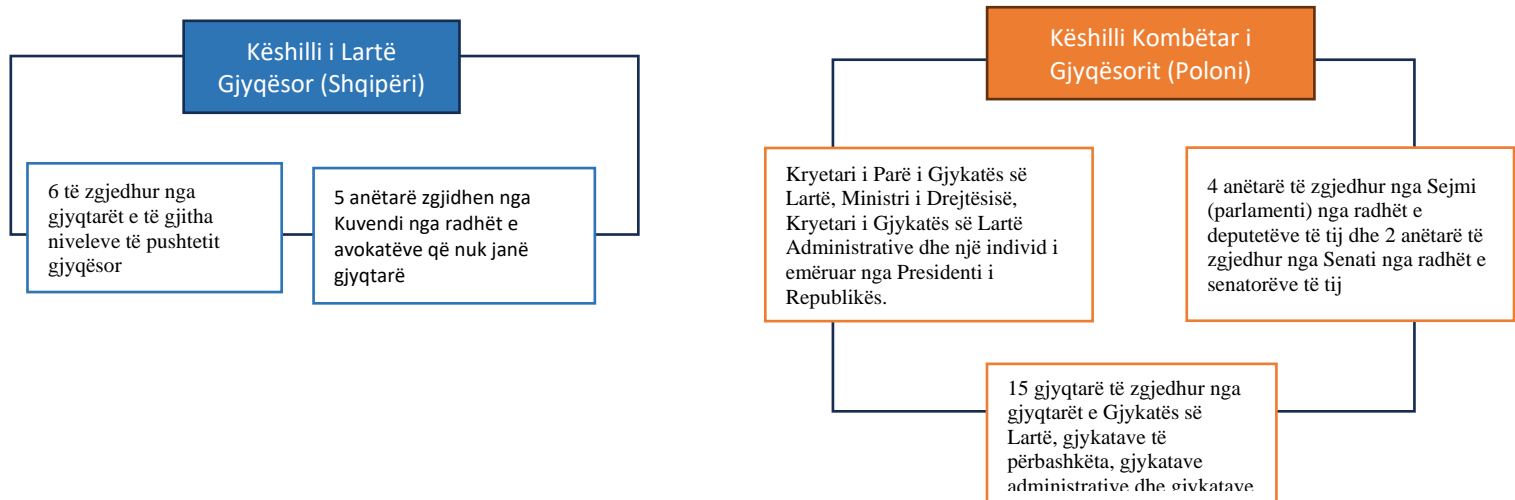 Këshilli i Lartë
Gjyqësor (Shqipëri)
6 të zgjedhur nga
gjyqtarët e të gjitha
niveleve të pushtetit
gjyqësor
5 anëtarë zgjidhen nga
Kuvendi nga radhët e
avokatëve që nuk janë
gjyqtarë
Këshilli Kombëtar i
Gjyqësorit (Poloni)
Kryetari i Parë i Gjykatës së
Lartë, Ministri i Drejtësisë,
Kryetari i Gjykatës së Lartë
Administrative dhe një individ i
emëruar nga Presidenti i
Republikës.
4 anëtarë të zgjedhur nga Sejmi
(parlamenti) nga radhët e
deputetëve të tij dhe 2 anëtarë të
zgjedhur nga Senati nga radhët e
senatorëve të tij
15 gjyqtarë të zgjedhur nga
gjyqtarët e Gjykatës së
Lartë, gjykatave të
përbashkëta, gjykatave
administrative dhe gjykatave